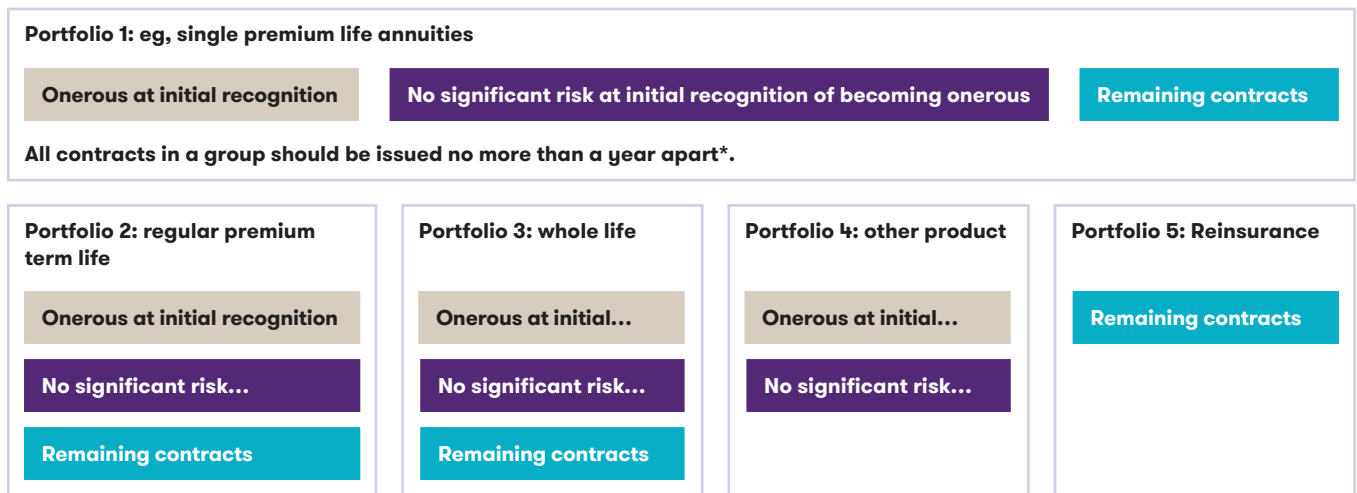 Portfolio 1: eg, single premium life annuities
Onerous at initial recognition
No significant risk at initial recognition of becoming onerous
Remaining contracts
All contracts in a group should be issued no more than a year apart*.
Portfolio 2: regular premium
term life
Onerous at initial recognition
No significant risk...
Remaining contracts
Portfolio 3: whole life
Onerous at initial...
No significant risk...
Remaining contracts
Portfolio 4: other product
Onerous at initial...
No significant risk...
Portfolio 5: Reinsurance
Remaining contracts